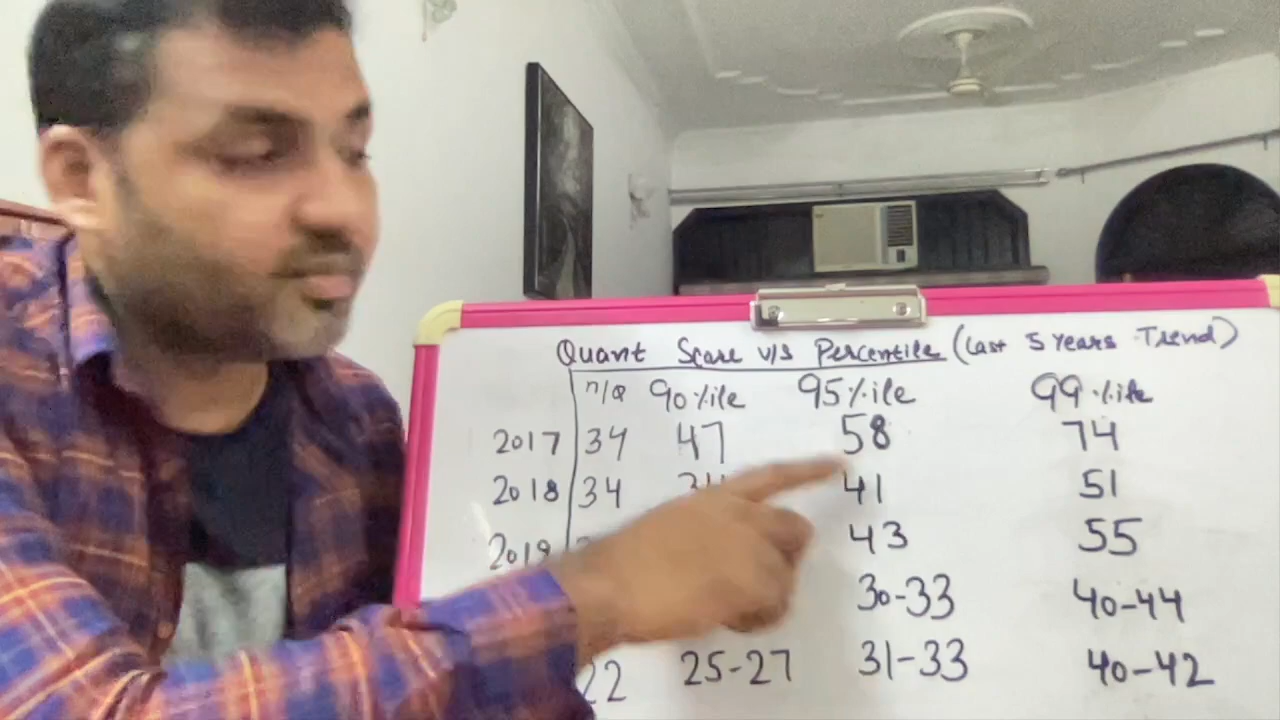 Quant Score v/s Percentile (Last 5 Years Trend)
n/Q 90%ile 95%ile 99%ile
2017 34 47 58 74
2018 34 41 51
2019 43 55
30-33 40-44
22 25-27 31-33 40-42